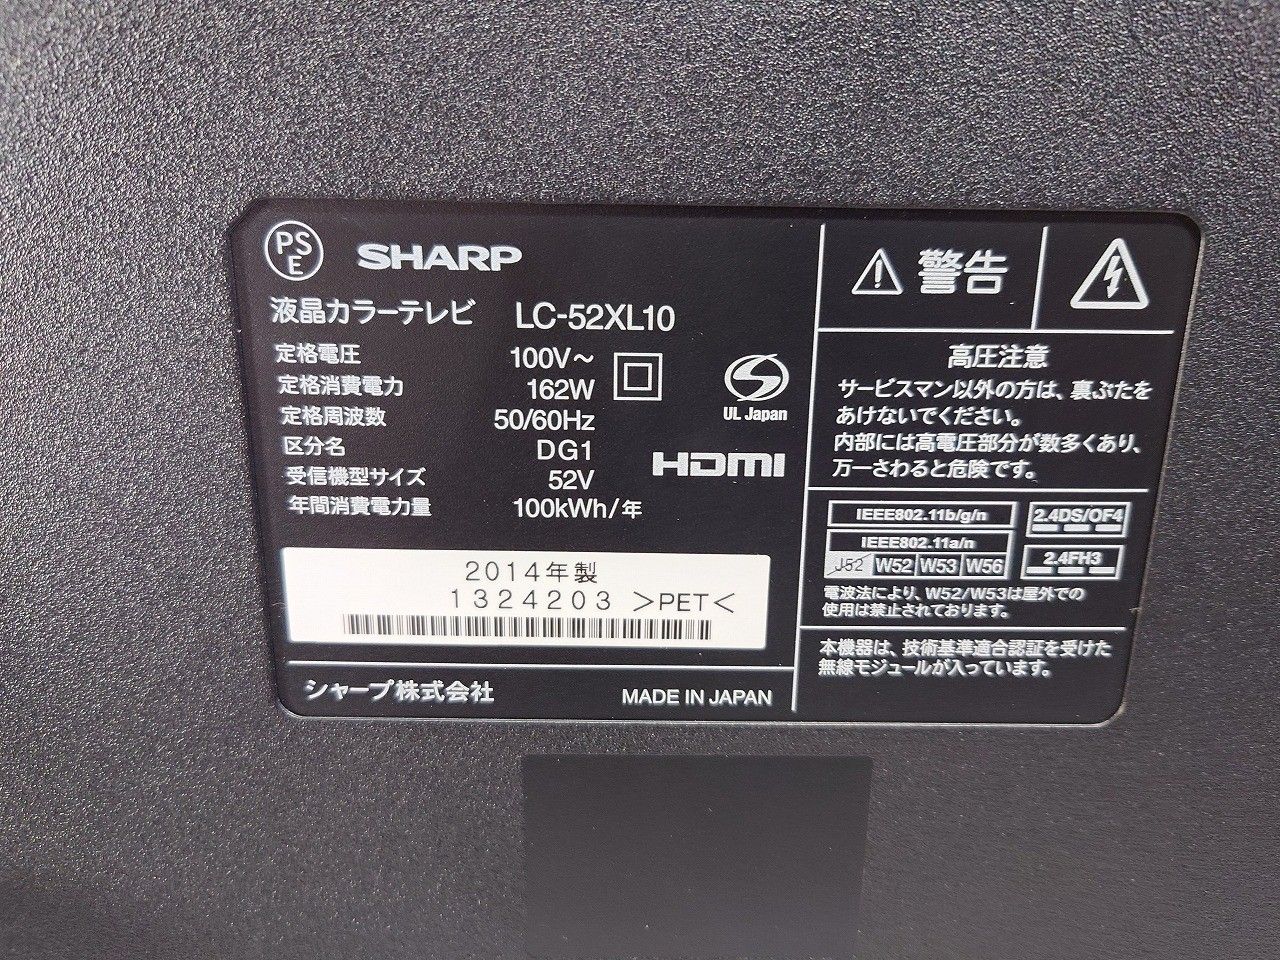 PSE
SHARP
液晶カラーテレビ LC-52XL10
定格電圧 100V～
定格消費電力 162W
定格周波数 50/60Hz
区分名 DG1
受信機型サイズ 52V
年間消費電力量 100kWh/年
UL Japan
HDMI
2014年製
1324203 >PET<
シャープ株式会社 MADE IN JAPAN
警告
高圧注意
サービスマン以外の方は、裏ぶたを
あけないでください。
内部には高電圧部分が数多くあり、
万一さわると危険です。
IEEE802.11b/g/n
2.4DS/OF4
IEEE802.11a/n
J52 W52 W53 W56
2.4FH3
電波法により、W52/W53は屋外での
使用は禁止されております。
本機器は、技術基準適合認証を受けた
無線モジュールが入っています。